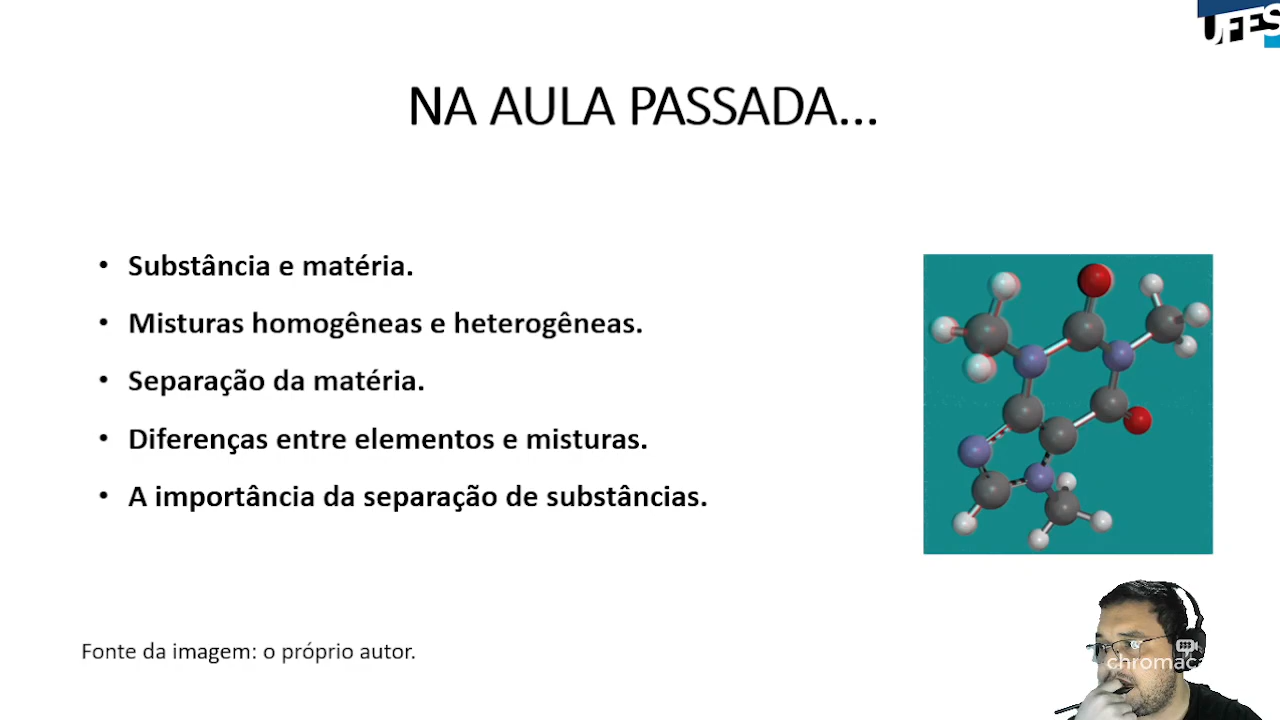 UFES
NA AULA PASSADA...
• Substância e matéria.
• Misturas homogêneas e heterogêneas.
• Separação da matéria.
• Diferenças entre elementos e misturas.
• A importância da separação de substâncias.
Fonte da imagem: o próprio autor.
chromaca